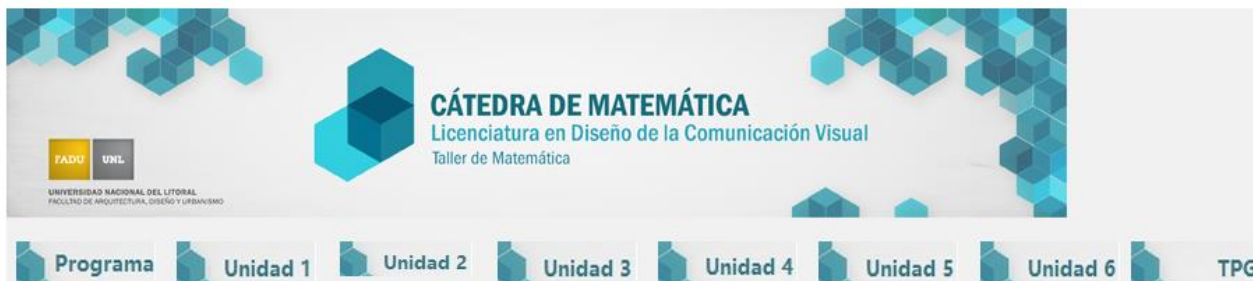 CÁTEDRA DE MATEMÁTICA
Licenciatura en Diseño de la Comunicación Visual
Taller de Matemática
FADU UNL
UNIVERSIDAD NACIONAL DEL LITORAL
FACULTAD DE ARQUITECTURA, DISEÑO Y URBANISMO
Programa Unidad 1 Unidad 2 Unidad 3 Unidad 4 Unidad 5 Unidad 6 TPG